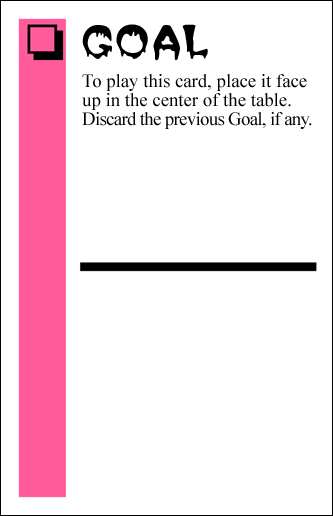 GOAL
To play this card, place it face
up in the center of the table.
Discard the previous Goal, if any.